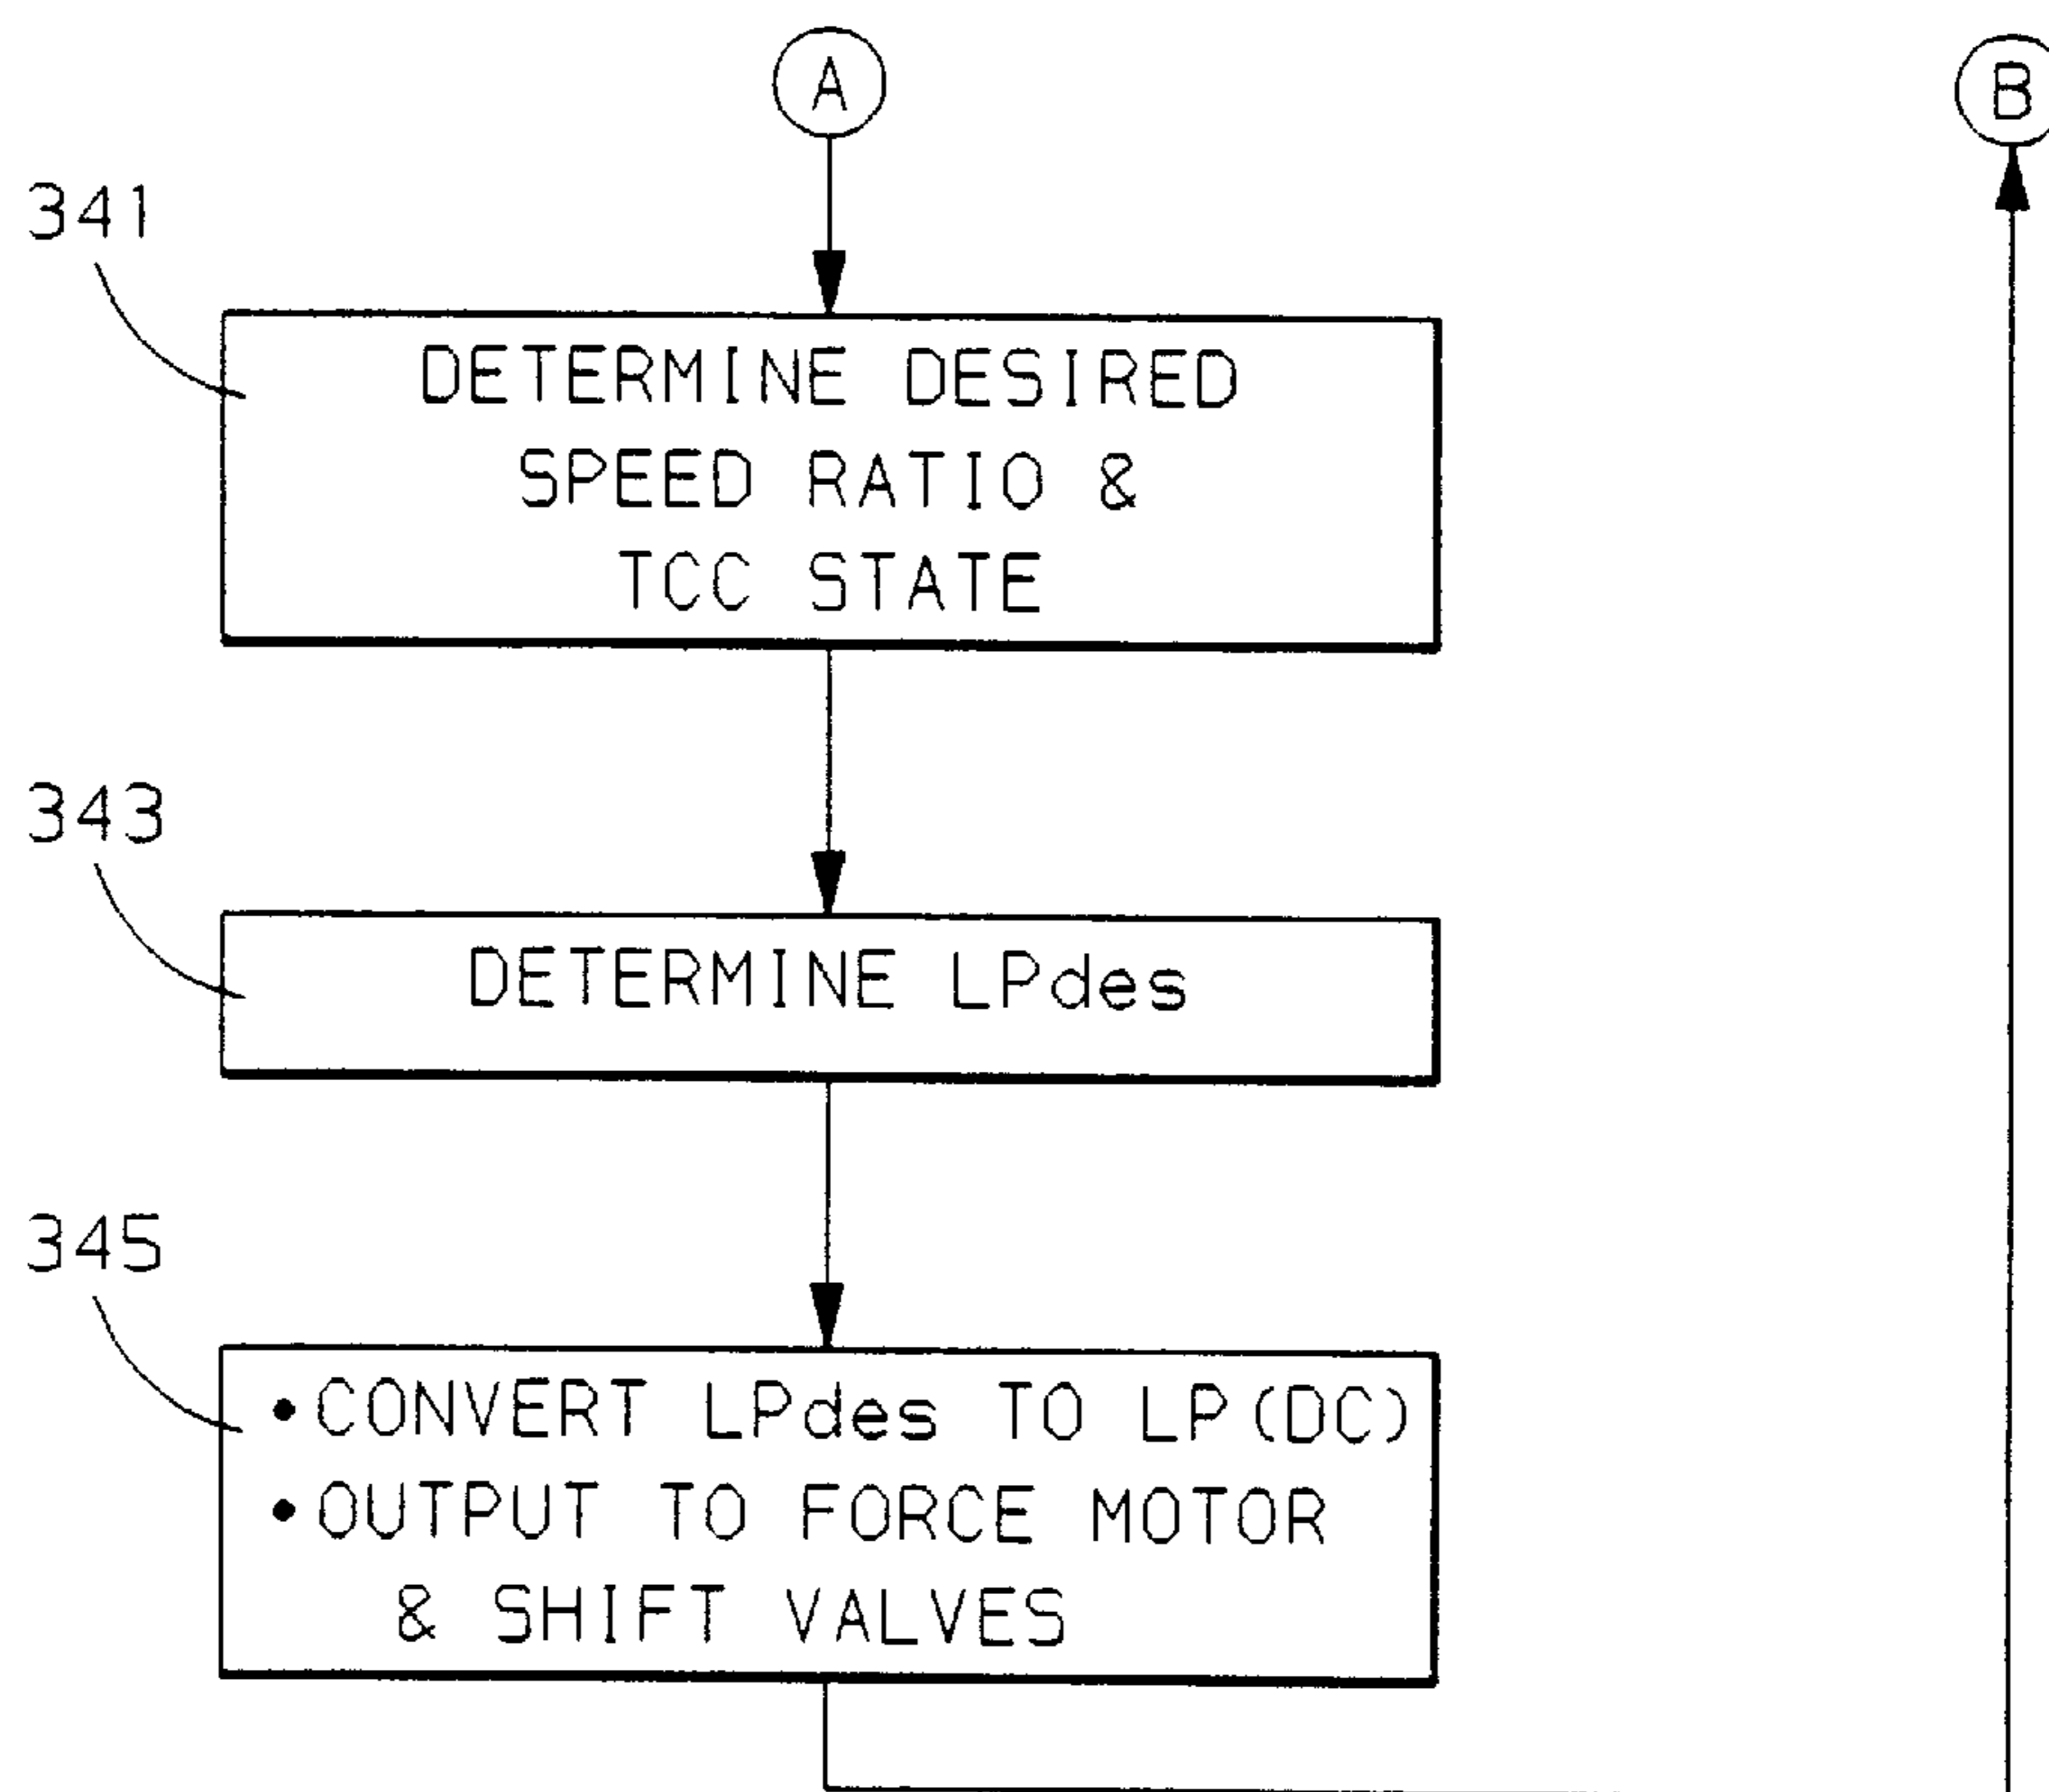 A
B
341
DETERMINE DESIRED
SPEED RATIO &
TCC STATE
343
DETERMINE LPdes
345
•CONVERT LPdes TO LP(DC)
•OUTPUT TO FORCE MOTOR
& SHIFT VALVES